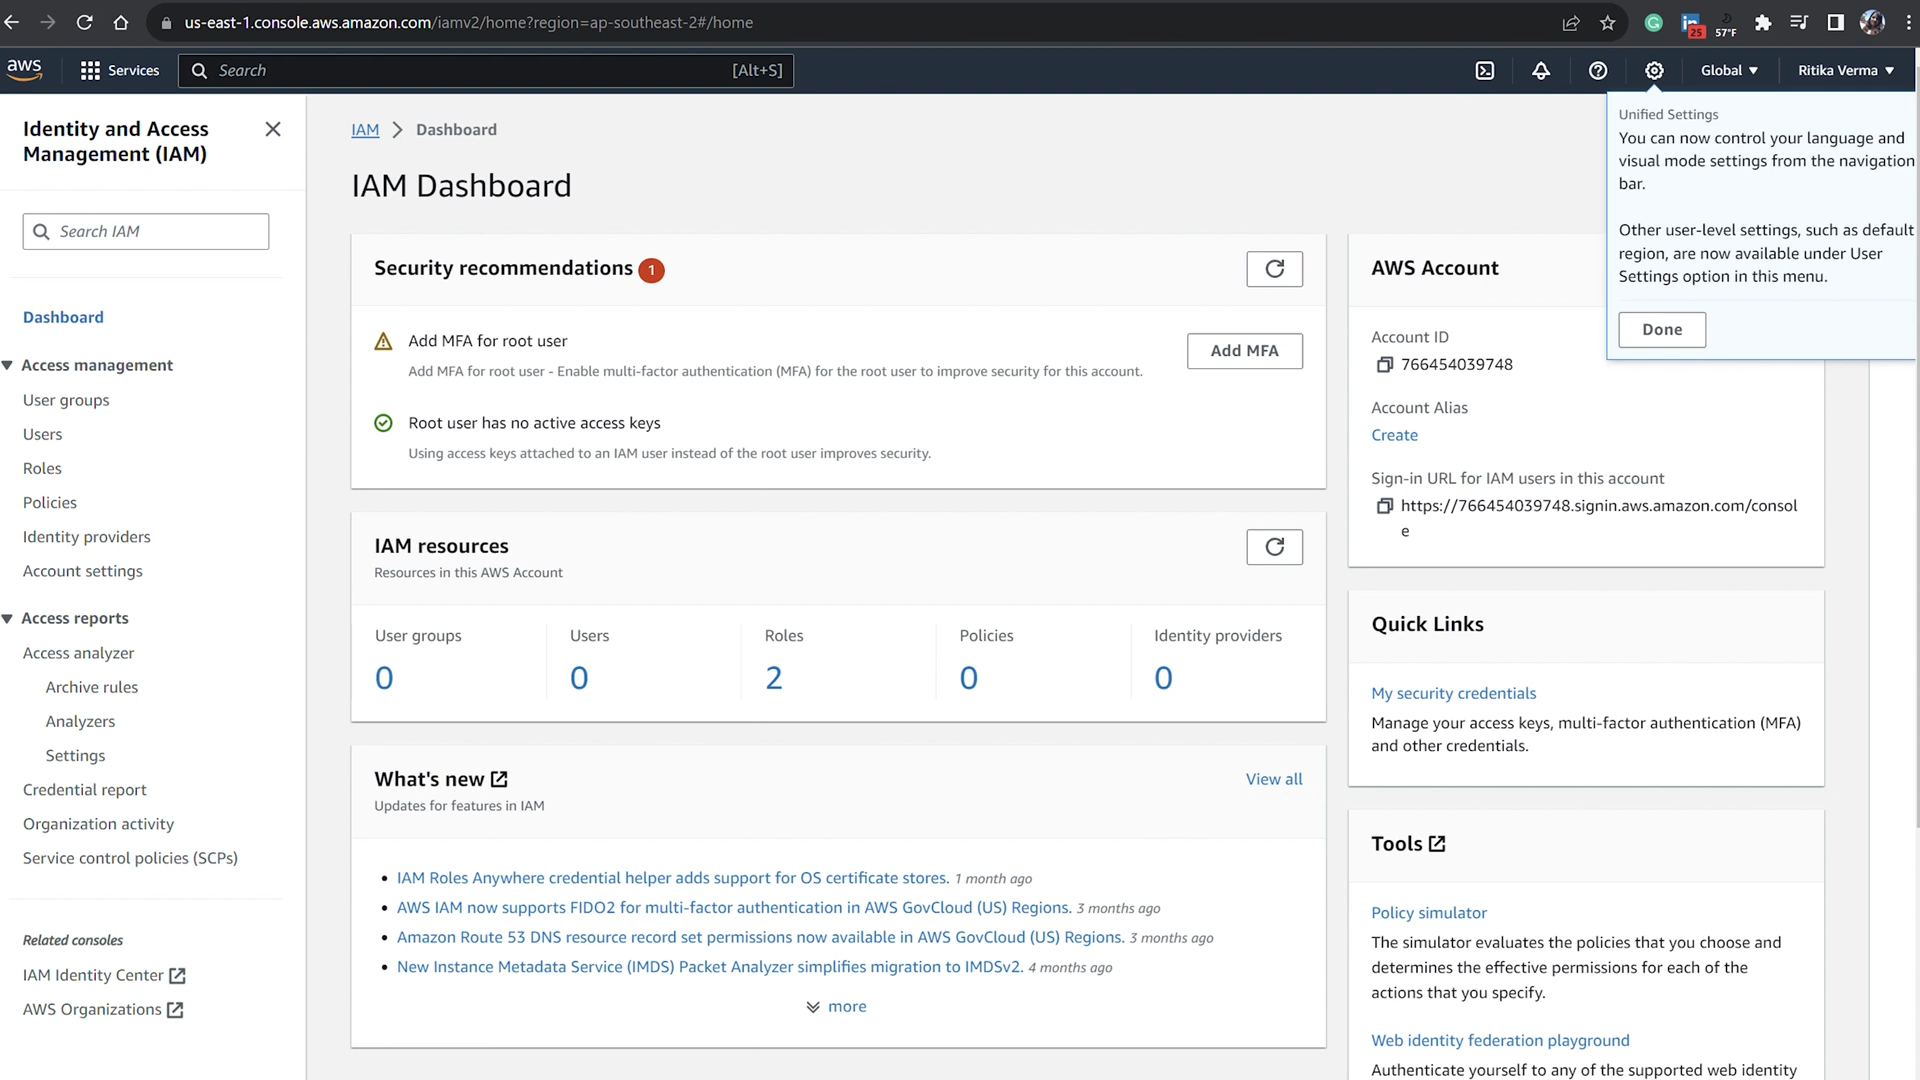 us-east-1.console.aws.amazon.com/iamv2/home?region=ap-southeast-2#/home
25
57°F
aws
Services
Search
[Alt+S]
Global
Ritika Verma
Identity and Access
Management (IAM)
Search IAM
Dashboard
Access management
User groups
Users
Roles
Policies
Identity providers
Account settings
Access reports
Access analyzer
Archive rules
Analyzers
Settings
Credential report
Organization activity
Service control policies (SCPs)
Related consoles
IAM Identity Center
AWS Organizations
IAM > Dashboard
IAM Dashboard
Security recommendations 1
Add MFA for root user
Add MFA for root user - Enable multi-factor authentication (MFA) for the root user to improve security for this account.
Add MFA
Root user has no active access keys
Using access keys attached to an IAM user instead of the root user improves security.
IAM resources
Resources in this AWS Account
User groups
0
Users
0
Roles
2
Policies
0
Identity providers
0
What's new
View all
Updates for features in IAM
• IAM Roles Anywhere credential helper adds support for OS certificate stores. 1 month ago
• AWS IAM now supports FIDO2 for multi-factor authentication in AWS GovCloud (US) Regions. 3 months ago
• Amazon Route 53 DNS resource record set permissions now available in AWS GovCloud (US) Regions. 3 months ago
• New Instance Metadata Service (IMDS) Packet Analyzer simplifies migration to IMDSv2. 4 months ago
more
Unified Settings
You can now control your language and
visual mode settings from the navigation
bar.
Other user-level settings, such as default
region, are now available under User
Settings option in this menu.
Done
AWS Account
Account ID
766454039748
Account Alias
Create
Sign-in URL for IAM users in this account
https://766454039748.signin.aws.amazon.com/consol
e
Quick Links
My security credentials
Manage your access keys, multi-factor authentication (MFA)
and other credentials.
Tools
Policy simulator
The simulator evaluates the policies that you choose and
determines the effective permissions for each of the
actions that you specify.
Web identity federation playground
Authenticate yourself to any of the supported web identity